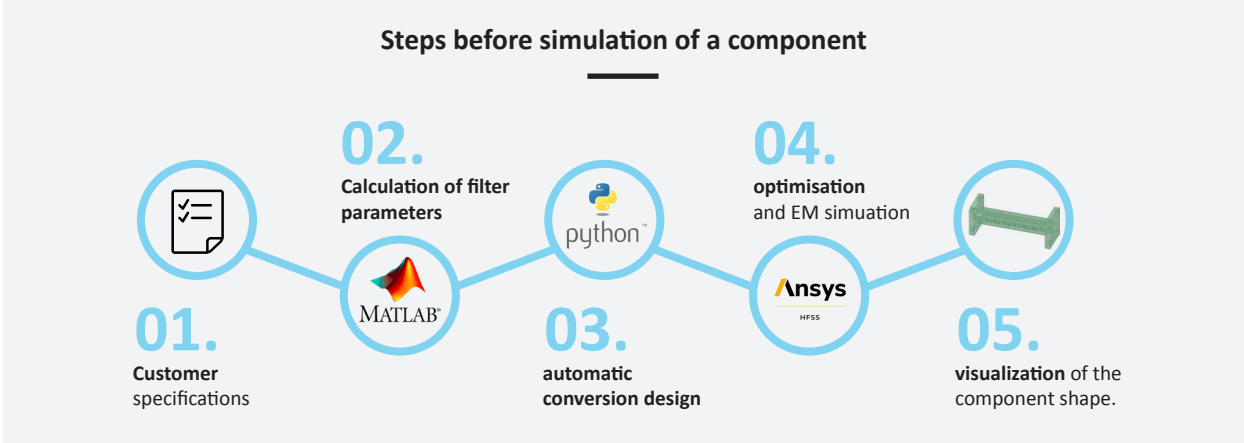 Steps before simulation of a component
01.
Customer
specifications
MATLAB®
02.
Calculation of filter
parameters
python™
03.
automatic
conversion design
04.
optimisation
and EM simuation
Ansys
HFSS
05.
visualization of the
component shape.